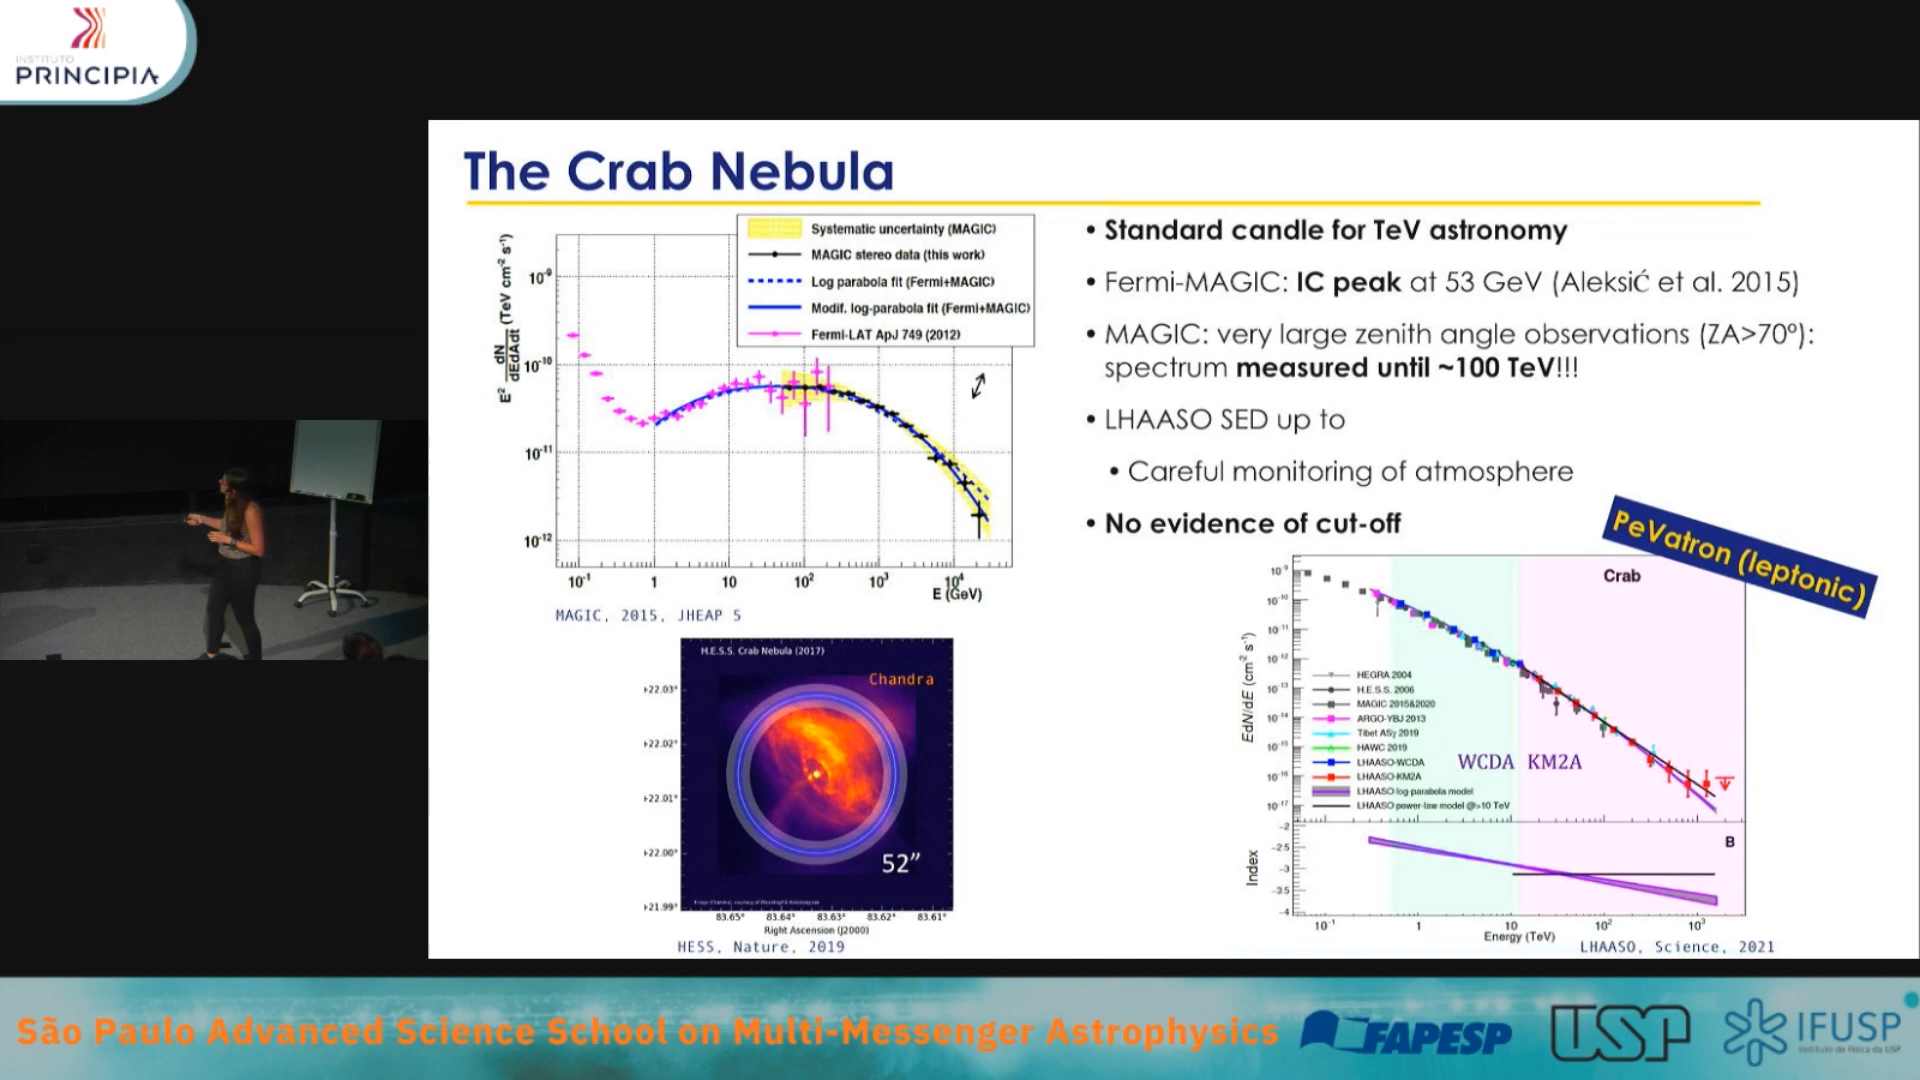 INSTITUTO
PRINCIPIA
The Crab Nebula
Systematic uncertainty (MAGIC)
MAGIC stereo data (this work)
Log parabola fit (Fermi+MAGIC)
Modif. log-parabola fit (Fermi+MAGIC)
Fermi-LAT ApJ 749 (2012)
E² dN/dEdAdt (TeV cm⁻² s⁻¹)
10⁻⁹
10⁻¹⁰
10⁻¹¹
10⁻¹²
10⁻¹ 1 10 10² 10³ 10⁴
E (GeV)
MAGIC, 2015, JHEAP 5
H.E.S.S. Crab Nebula (2017)
Chandra
52”
+22.03°
+22.02°
+22.01°
+22.00°
+21.99°
83.65° 83.64° 83.63° 83.62° 83.61°
Right Ascension (J2000)
HESS, Nature, 2019
• Standard candle for TeV astronomy
• Fermi-MAGIC: IC peak at 53 GeV (Aleksić et al. 2015)
• MAGIC: very large zenith angle observations (ZA>70º):
spectrum measured until ~100 TeV!!!
• LHAASO SED up to
• Careful monitoring of atmosphere
• No evidence of cut-off
PeVatron (leptonic)
Crab
EdN/dE (cm⁻² s⁻¹)
10⁻⁹
10⁻¹⁰
10⁻¹¹
10⁻¹²
10⁻¹³
10⁻¹⁴
10⁻¹⁵
10⁻¹⁶
10⁻¹⁷
HEGRA 2004
H.E.S.S. 2006
MAGIC 2015&2020
ARGO-YBJ 2013
Tibet ASγ 2019
HAWC 2019
LHAASO-WCDA
LHAASO-KM2A
LHAASO log-parabola model
LHAASO power-law model @>10 TeV
WCDA KM2A
B
Index
-2
-2.5
-3
-3.5
-4
10⁻¹ 1 10 10² 10³
Energy (TeV)
LHAASO, Science, 2021
São Paulo Advanced Science School on Multi-Messenger Astrophysics
FAPESP
USP
IFUSP
Instituto de Física da USP